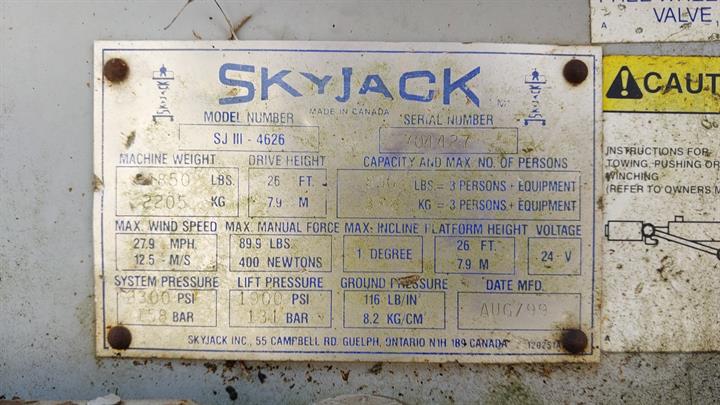 VALVE
SKYJACK
MADE IN CANADA
MODEL NUMBER SERIAL NUMBER
SJ III - 4626
MACHINE WEIGHT DRIVE HEIGHT CAPACITY AND MAX. NO. OF PERSONS
LBS. 26 FT. LBS. = 3 PERSONS + EQUIPMENT
2205 KG 7.9 M KG = 3 PERSONS + EQUIPMENT
MAX. WIND SPEED MAX. MANUAL FORCE MAX. INCLINE PLATFORM HEIGHT VOLTAGE
27.9 MPH. 89.9 LBS. 1 DEGREE 26 FT. 24 - V
12.5 - M/S 400 NEWTONS 7.9 M
SYSTEM PRESSURE LIFT PRESSURE GROUND PRESSURE DATE MFD.
PSI 1900 PSI 116 LB/IN AUG/99
BAR 131 BAR 8.2 KG/CM
SKYJACK INC., 55 CAMPBELL RD. GUELPH, ONTARIO N1H 1B9 CANADA
CAUT
INSTRUCTIONS FOR
TOWING, PUSHING OR
WINCHING
(REFER TO OWNERS M